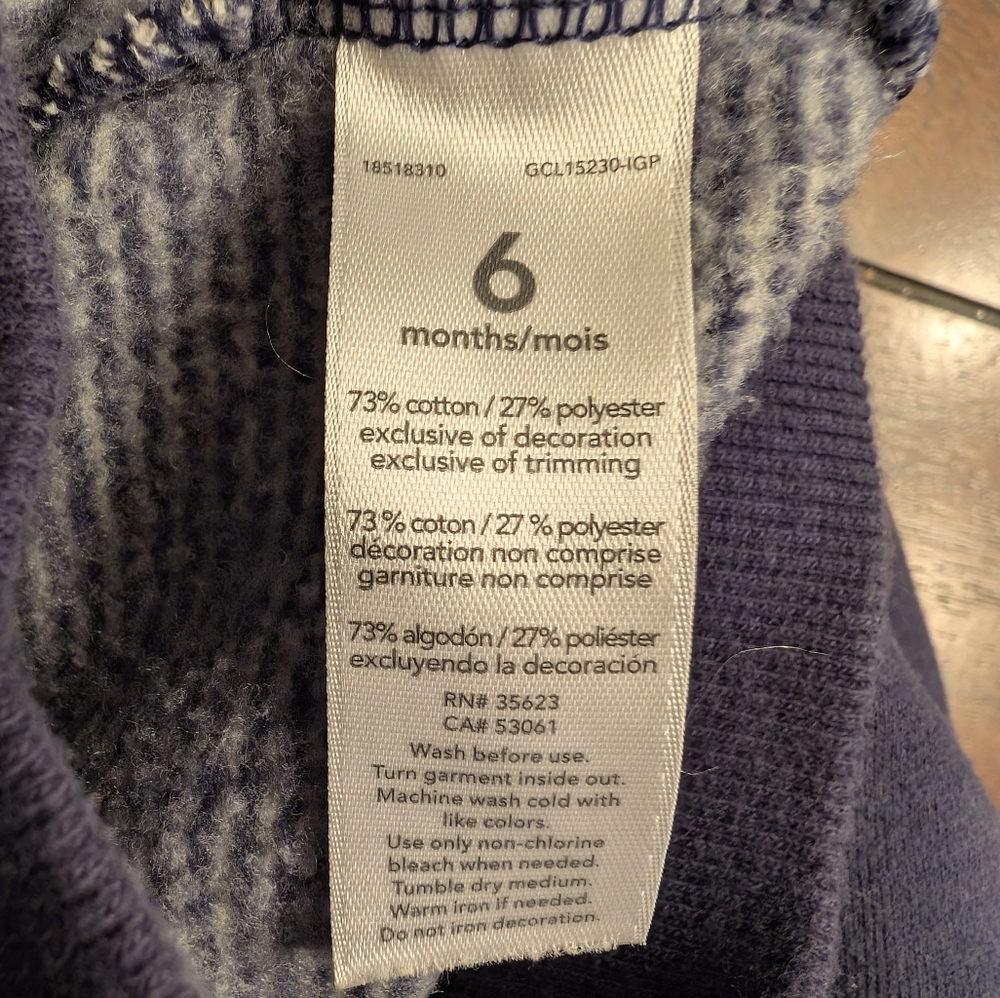 18518310 GCL15230-IGP
6
months/mois
73% cotton / 27% polyester
exclusive of decoration
exclusive of trimming
73 % coton / 27 % polyester
décoration non comprise
garniture non comprise
73% algodón / 27% poliéster
excluyendo la decoración
RN# 35623
CA# 53061
Wash before use.
Turn garment inside out.
Machine wash cold with
like colors.
Use only non-chlorine
bleach when needed.
Tumble dry medium.
Warm iron if needed.
Do not iron decoration.